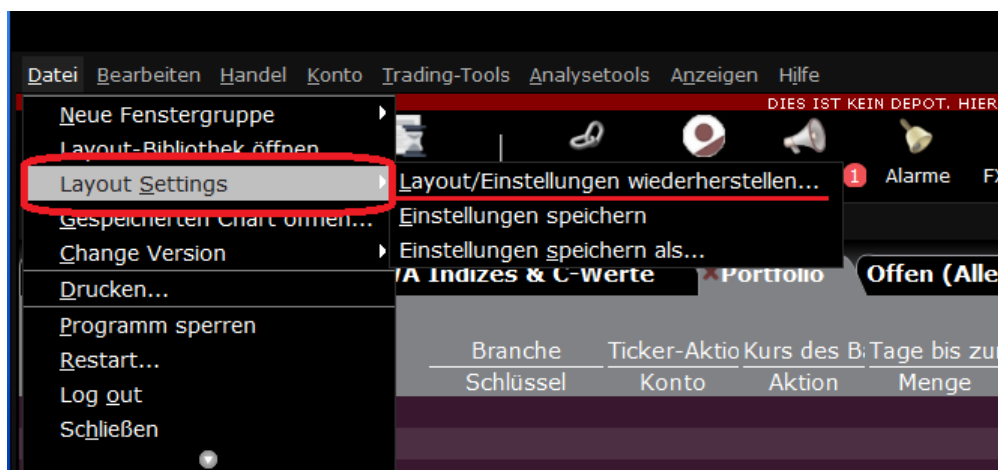 Datei Bearbeiten Handel Konto Trading-Tools Analysetools Anzeigen Hilfe
DIES IST KEIN DEPOT. HIER
Neue Fenstergruppe
Layout-Bibliothek öffnen
Layout Settings
Gespeicherten Chart öffnen...
Change Version
Drucken...
Programm sperren
Restart...
Log out
Schließen
Layout/Einstellungen wiederherstellen...
Einstellungen speichern
Einstellungen speichern als...
1 Alarme F
Indizes & C-Werte Portfolio Offen (Alle
Branche Ticker-Aktio Kurs des B Tage bis zu
Schlüssel Konto Aktion Menge